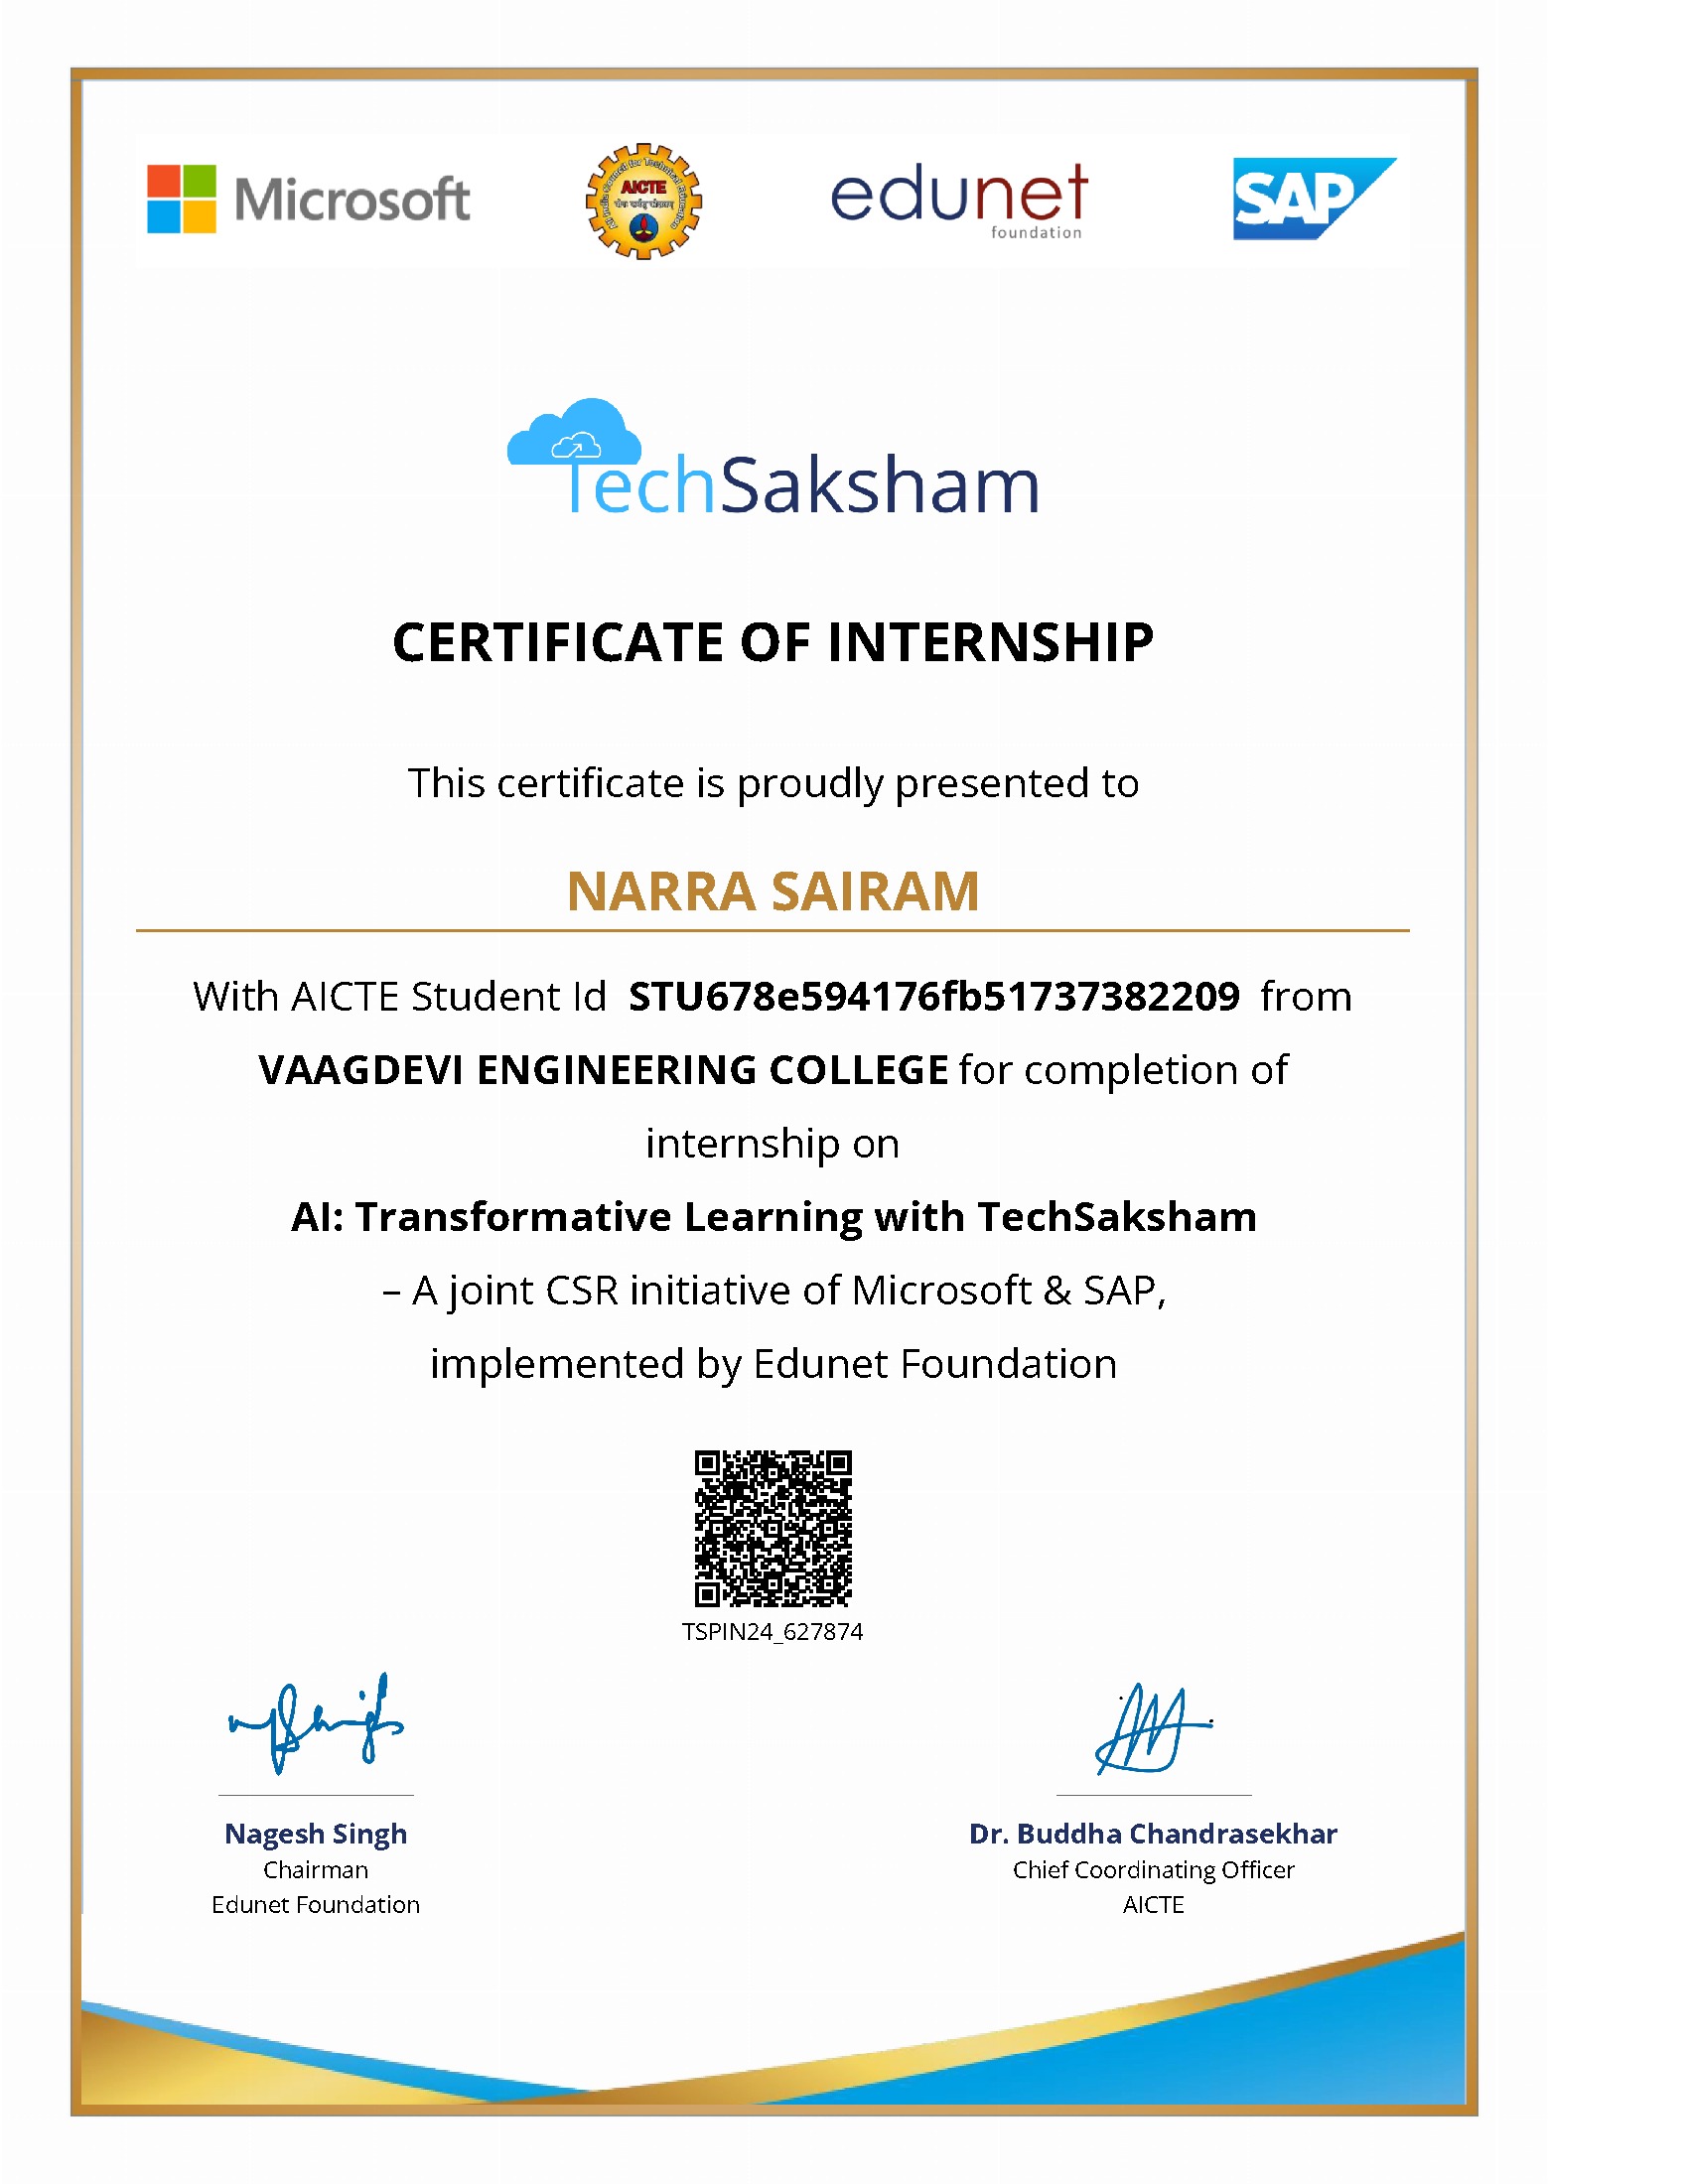 Microsoft
AICTE
edunet
foundation
SAP
TechSaksham
CERTIFICATE OF INTERNSHIP
This certificate is proudly presented to
NARRA SAIRAM
With AICTE Student Id STU678e594176fb51737382209 from
VAAGDEVI ENGINEERING COLLEGE for completion of
internship on
AI: Transformative Learning with TechSaksham
– A joint CSR initiative of Microsoft & SAP,
implemented by Edunet Foundation
TSPIN24_627874
Nagesh Singh
Chairman
Edunet Foundation
Dr. Buddha Chandrasekhar
Chief Coordinating Officer
AICTE